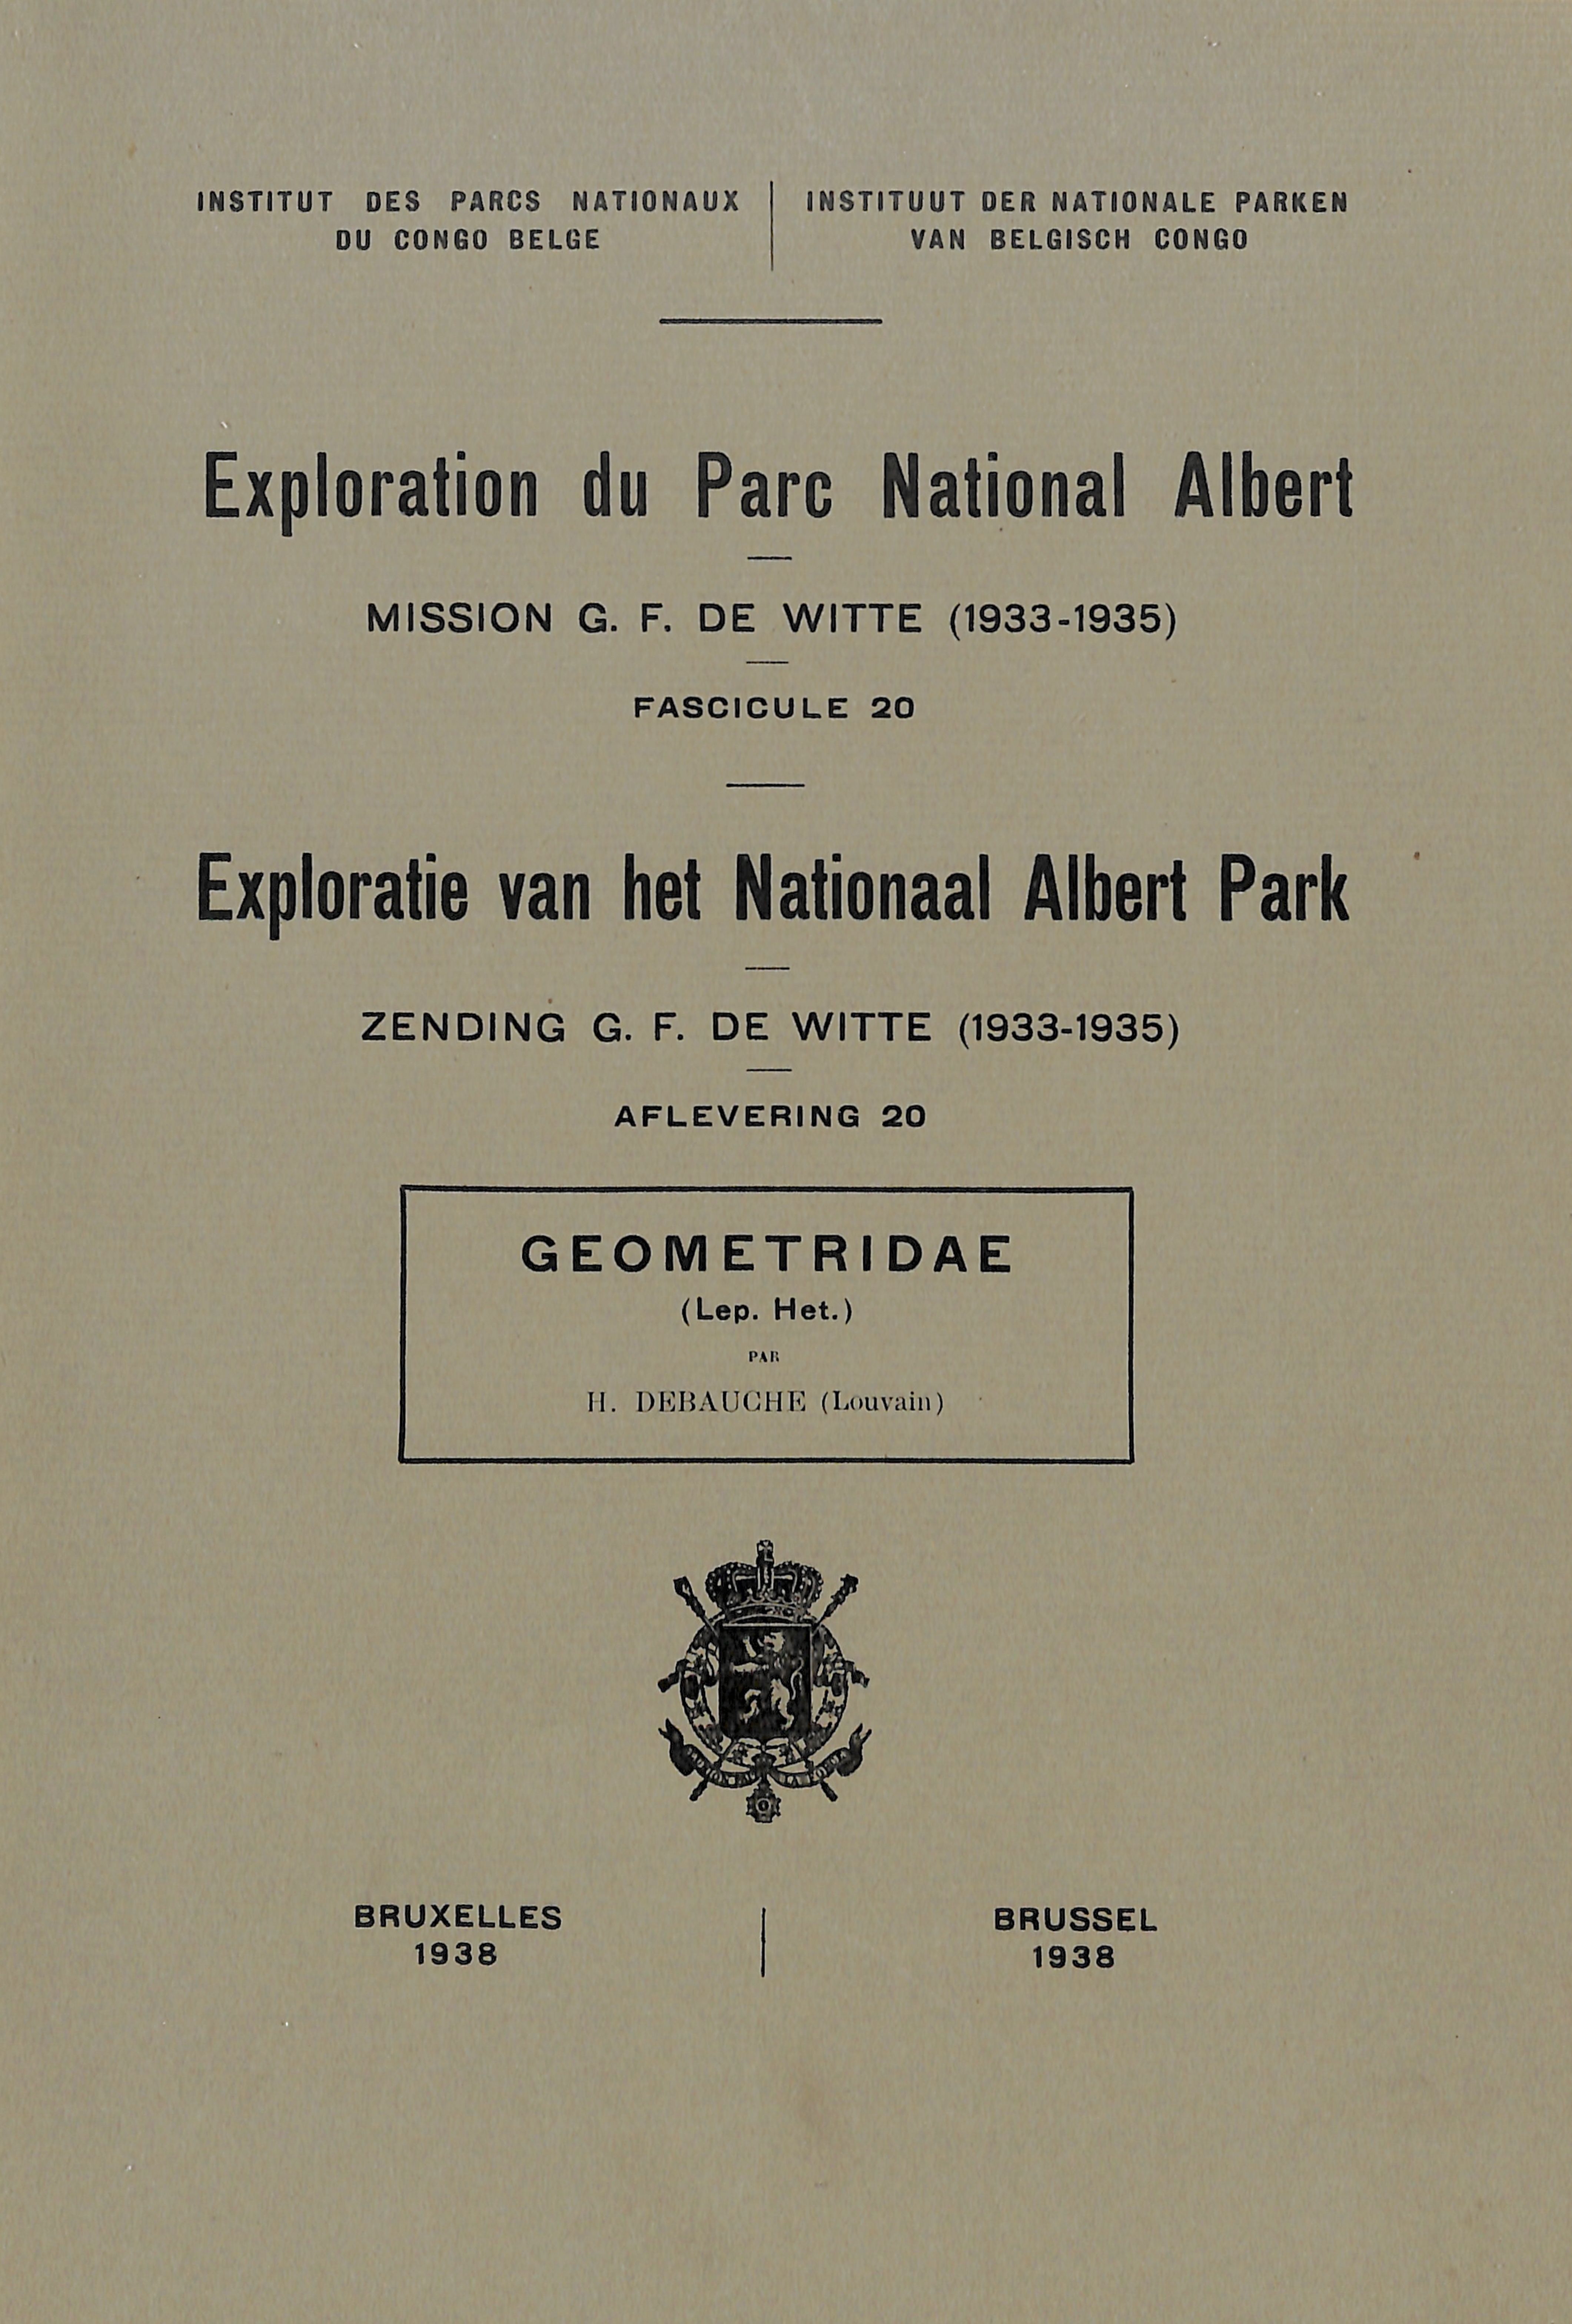 INSTITUT DES PARCS NATIONAUX
DU CONGO BELGE
INSTITUUT DER NATIONALE PARKEN
VAN BELGISCH CONGO
Exploration du Parc National Albert
MISSION G. F. DE WITTE (1933-1935)
FASCICULE 20
Exploratie van het Nationaal Albert Park
ZENDING G. F. DE WITTE (1933-1935)
AFLEVERING 20
GEOMETRIDAE
(Lep. Het.)
PAR
H. DEBAUCHE (Louvain)
BRUXELLES
1938
BRUSSEL
1938